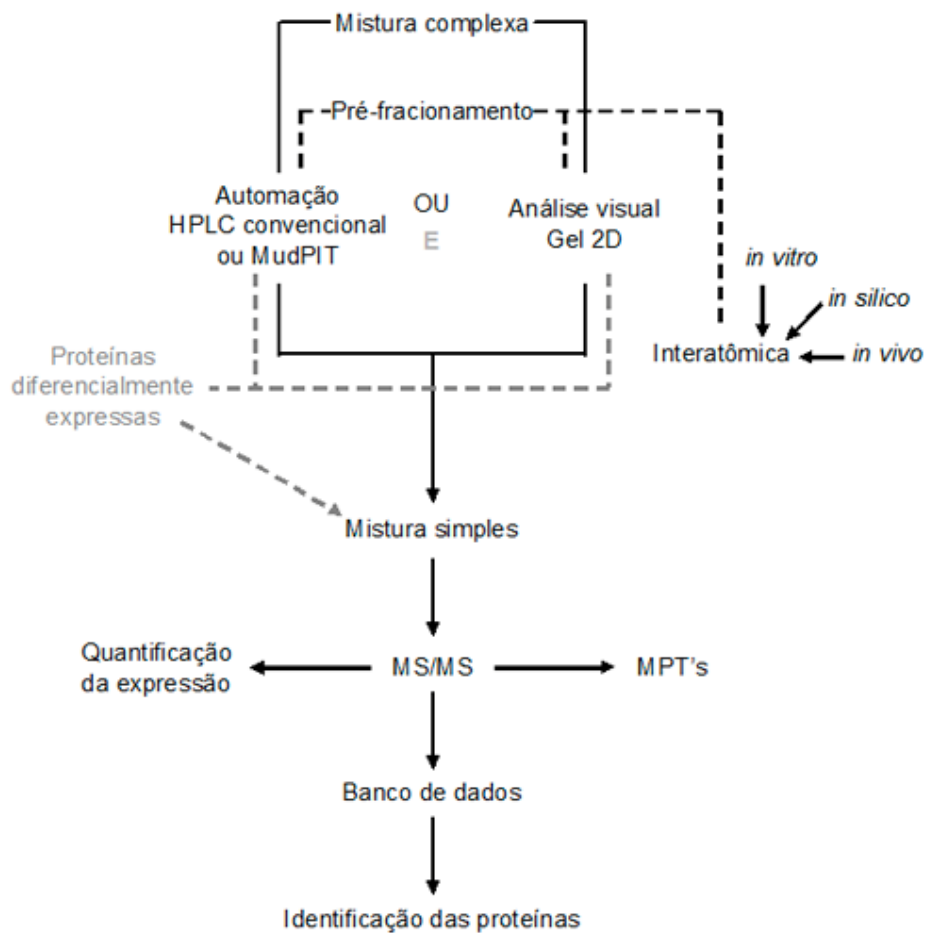 Mistura complexa
Pré-fracionamento
Automação
HPLC convencional
ou MudPIT
OU
E
Análise visual
Gel 2D
in vitro
in silico
Interatômica
in vivo
Proteínas
diferencialmente
expressas
Mistura simples
Quantificação
da expressão
MS/MS
MPT's
Banco de dados
Identificação das proteínas